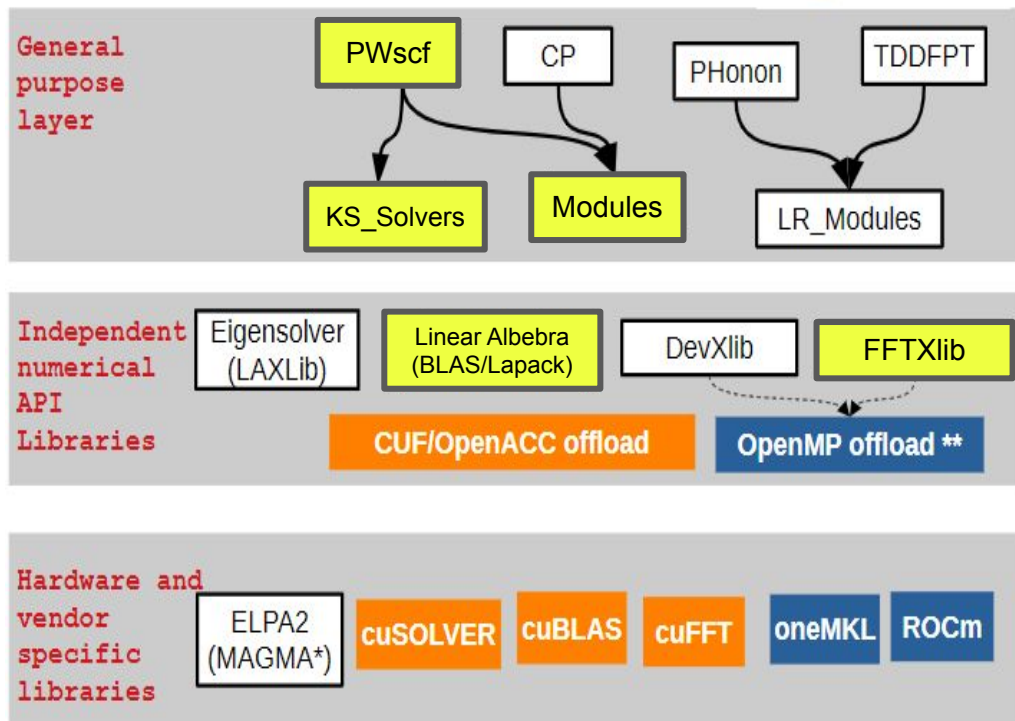 General
purpose
layer
PWscf
CP
PHonon
TDDFPT
KS_Solvers
Modules
LR_Modules
Independent
numerical
API
Libraries
Eigensolver
(LAXLib)
Linear Albebra
(BLAS/Lapack)
DevXlib
FFTXlib
CUF/OpenACC offload
OpenMP offload **
Hardware and
vendor
specific
libraries
ELPA2
(MAGMA*)
cuSOLVER
cuBLAS
cuFFT
oneMKL
ROCm